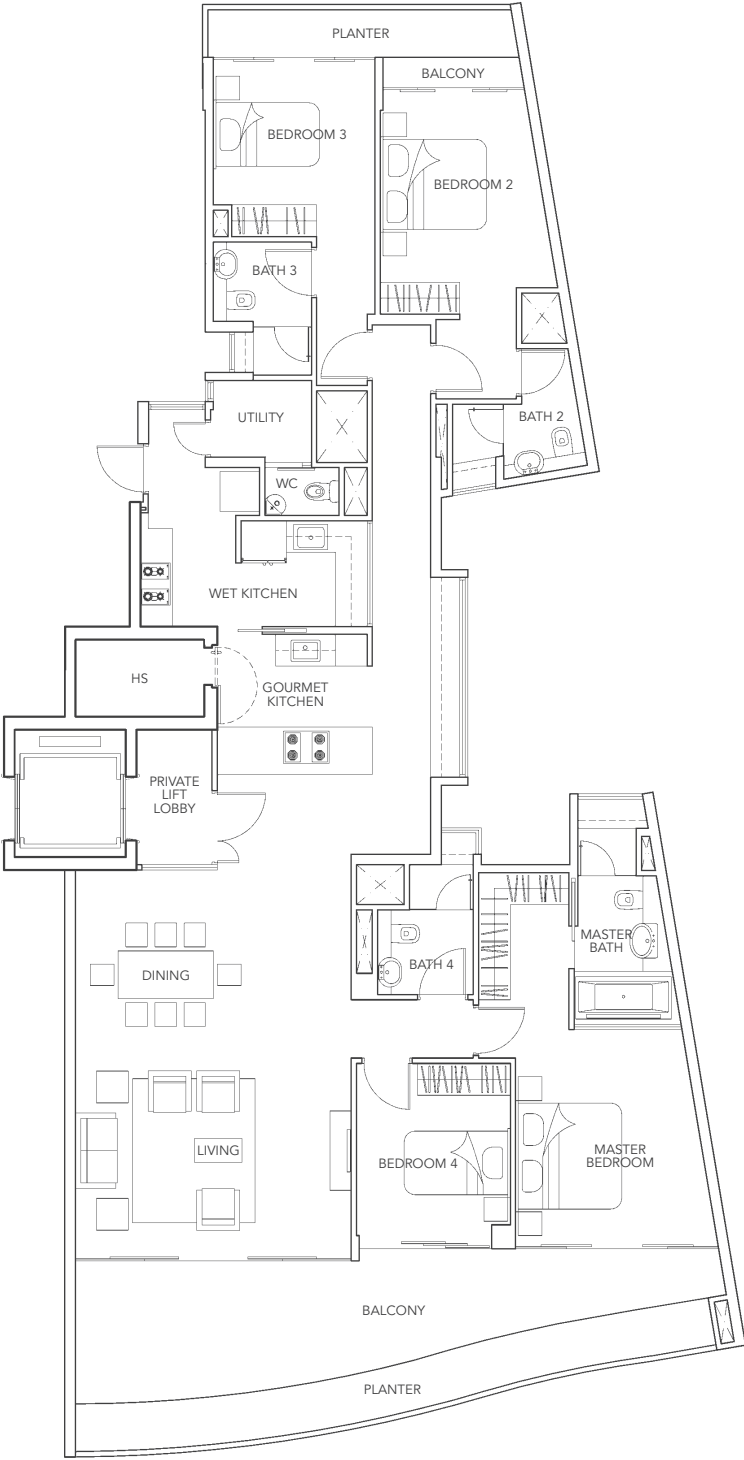 PLANTER
BALCONY
BEDROOM 3
BEDROOM 2
BATH 3
UTILITY
BATH 2
WC
WET KITCHEN
HS
GOURMET
KITCHEN
PRIVATE
LIFT
LOBBY
MASTER
BATH
BATH 4
DINING
LIVING
BEDROOM 4
MASTER
BEDROOM
BALCONY
PLANTER